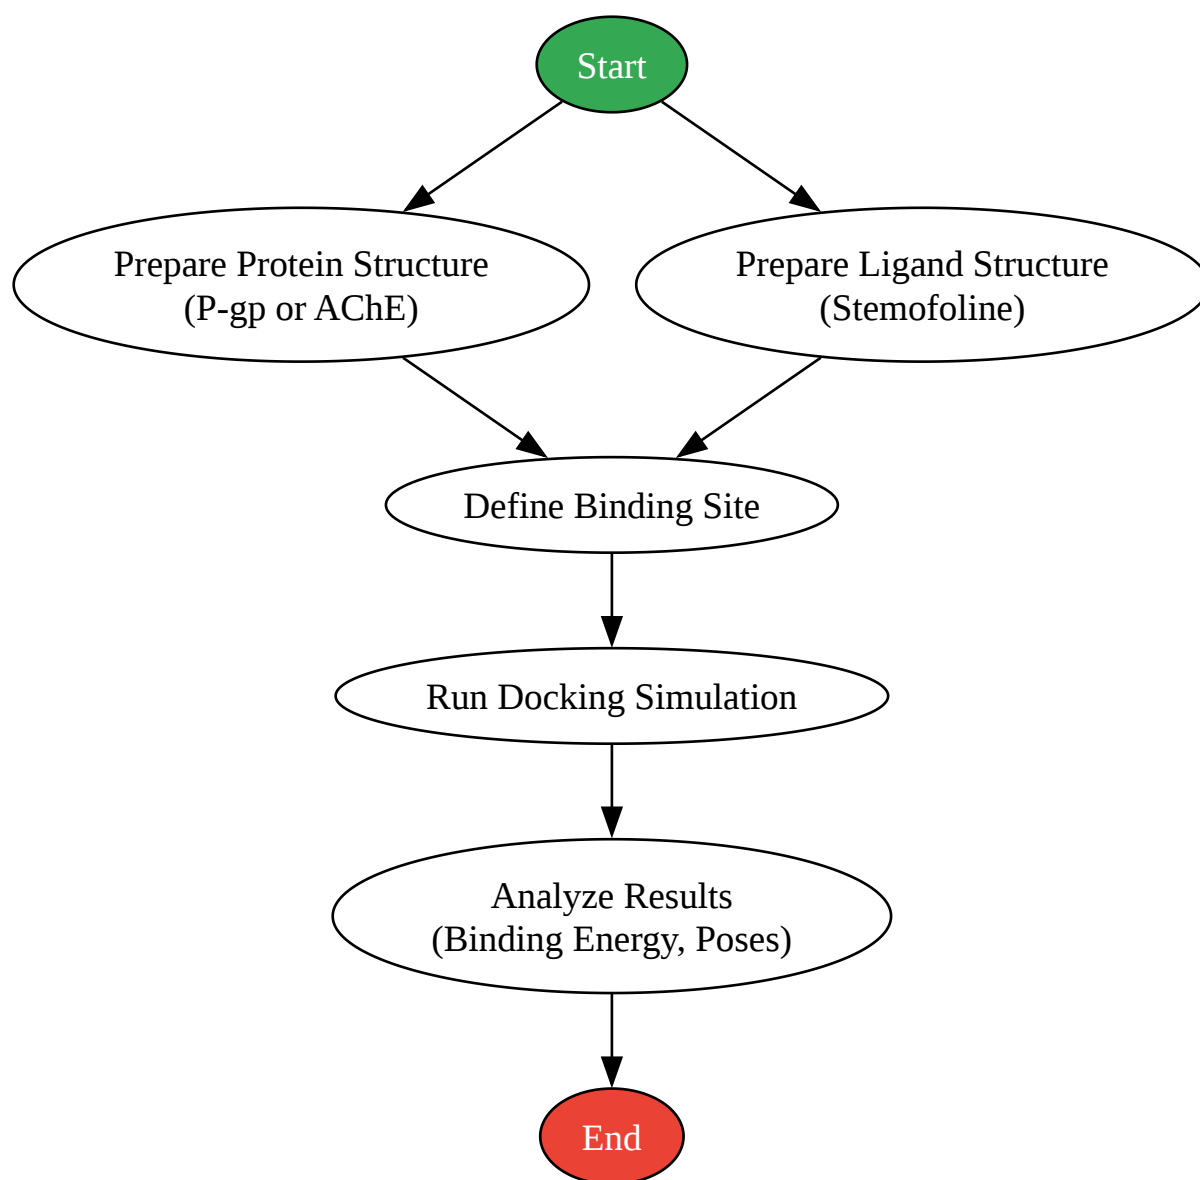 Start
Prepare Protein Structure
(P-gp or AChE)
Prepare Ligand Structure
(Stemofoline)
Define Binding Site
Run Docking Simulation
Analyze Results
(Binding Energy, Poses)
End